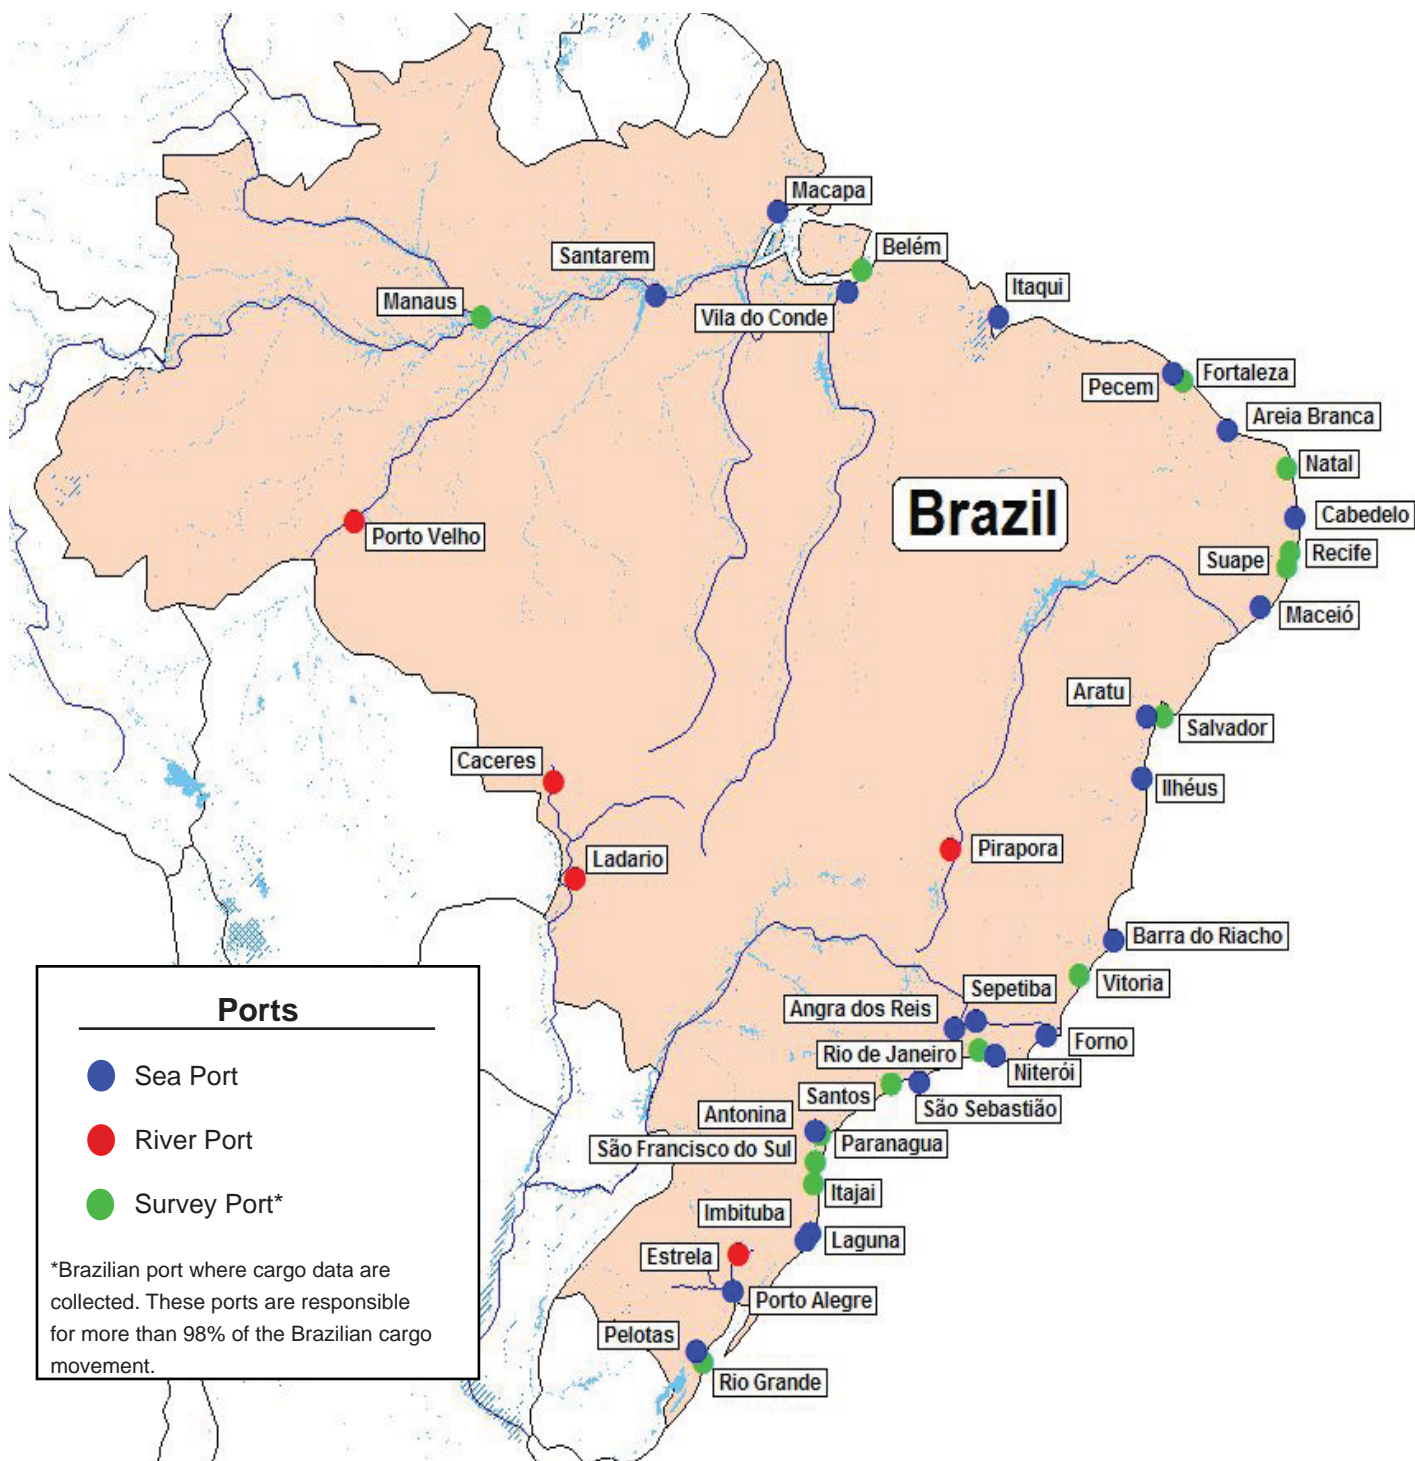 Macapa
Belém
Santarem
Itaqui
Manaus
Vila do Conde
Fortaleza
Pecem
Areia Branca
Natal
Brazil
Cabedelo
Porto Velho
Recife
Suape
Maceió
Aratu
Salvador
Caceres
Ilhéus
Pirapora
Ladario
Barra do Riacho
Vitoria
Sepetiba
Angra dos Reis
Forno
Rio de Janeiro
Niterói
Santos
São Sebastião
Antonina
Paranagua
São Francisco do Sul
Itajai
Imbituba
Laguna
Estrela
Porto Alegre
Pelotas
Rio Grande
Ports
Sea Port
River Port
Survey Port*
*Brazilian port where cargo data are
collected. These ports are responsible
for more than 98% of the Brazilian cargo
movement.